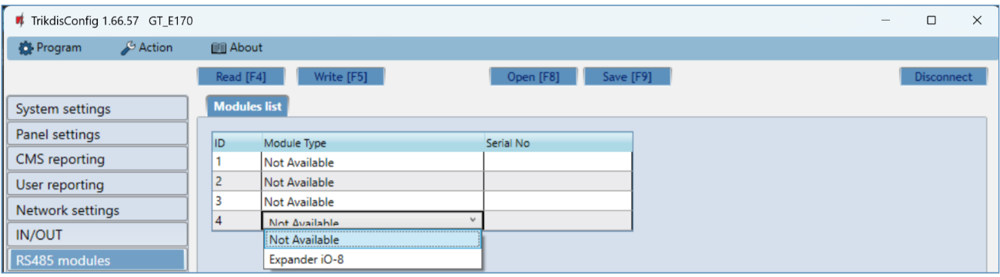 TrikdisConfig 1.66.57 GT_E170
Program Action About
Read [F4] Write [F5] Open [F8] Save [F9] Disconnect
System settings
Panel settings
CMS reporting
User reporting
Network settings
IN/OUT
RS485 modules
Modules list
ID Module Type Serial No
1 Not Available
2 Not Available
3 Not Available
4 Not Available
Not Available
Expander iO-8